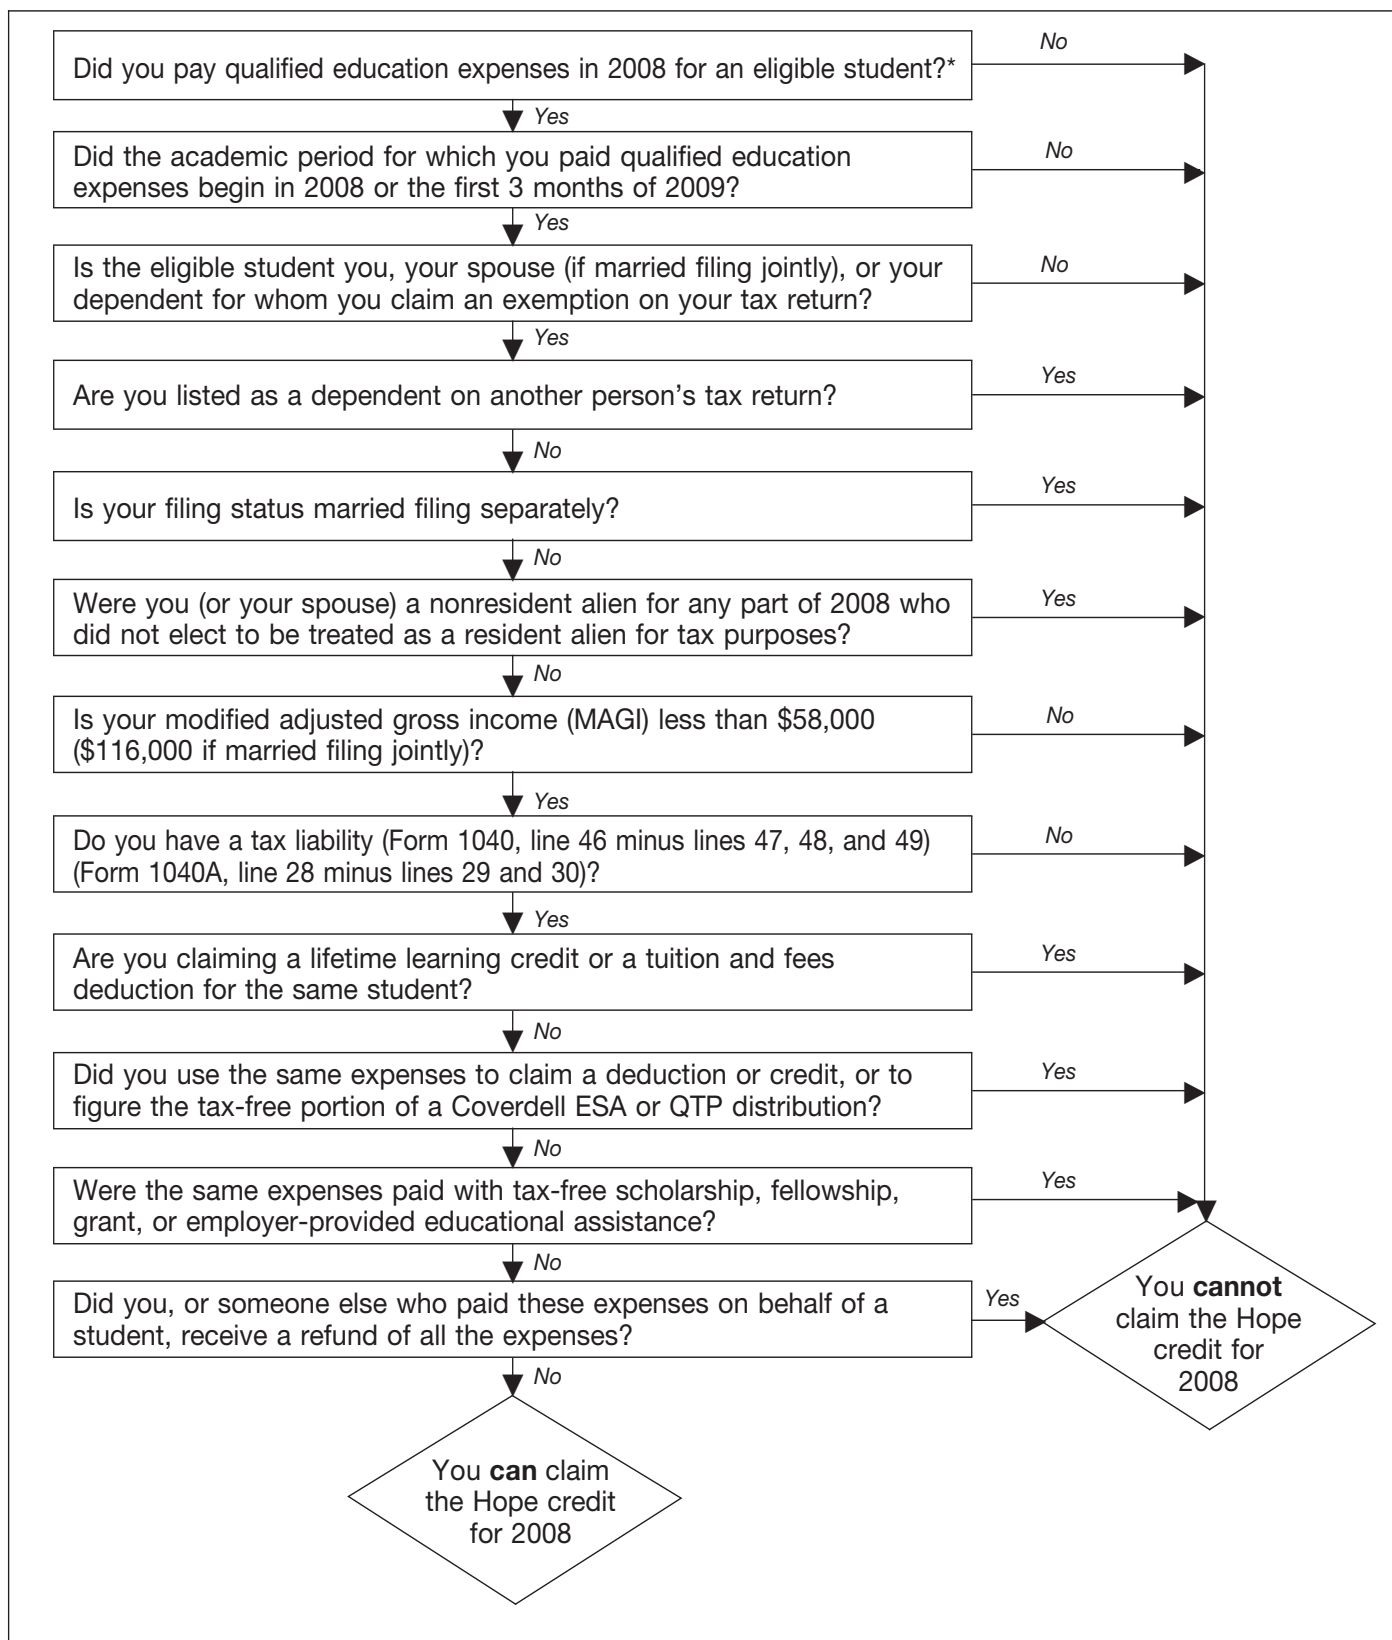 Did you pay qualified education expenses in 2008 for an eligible student?*
No
Yes
Did the academic period for which you paid qualified education
expenses begin in 2008 or the first 3 months of 2009?
No
Yes
Is the eligible student you, your spouse (if married filing jointly), or your
dependent for whom you claim an exemption on your tax return?
No
Yes
Are you listed as a dependent on another person's tax return?
Yes
No
Is your filing status married filing separately?
Yes
No
Were you (or your spouse) a nonresident alien for any part of 2008 who
did not elect to be treated as a resident alien for tax purposes?
Yes
No
Is your modified adjusted gross income (MAGI) less than $58,000
($116,000 if married filing jointly)?
No
Yes
Do you have a tax liability (Form 1040, line 46 minus lines 47, 48, and 49)
(Form 1040A, line 28 minus lines 29 and 30)?
No
Yes
Are you claiming a lifetime learning credit or a tuition and fees
deduction for the same student?
Yes
No
Did you use the same expenses to claim a deduction or credit, or to
figure the tax-free portion of a Coverdell ESA or QTP distribution?
Yes
No
Were the same expenses paid with tax-free scholarship, fellowship,
grant, or employer-provided educational assistance?
Yes
No
Did you, or someone else who paid these expenses on behalf of a
student, receive a refund of all the expenses?
Yes
You cannot
claim the Hope
credit for
2008
No
You can claim
the Hope credit
for 2008